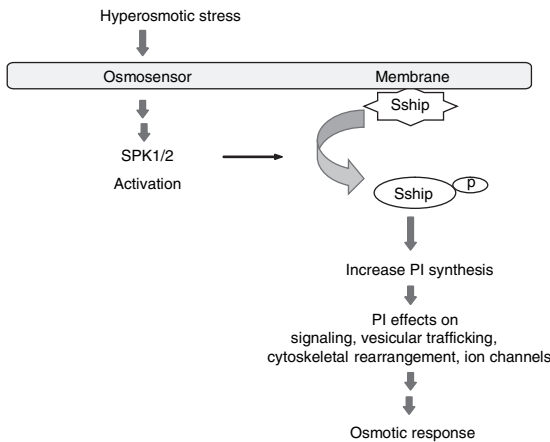 Hyperosmotic stress
Osmosensor
Membrane
Sship
SPK1/2
Activation
Sship
p
Increase PI synthesis
PI effects on
signaling, vesicular trafficking,
cytoskeletal rearrangement, ion channels
Osmotic response